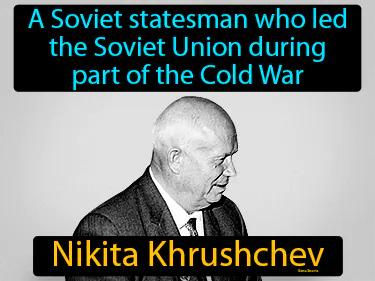 A Soviet statesman who led
the Soviet Union during
part of the Cold War
Nikita Khrushchev